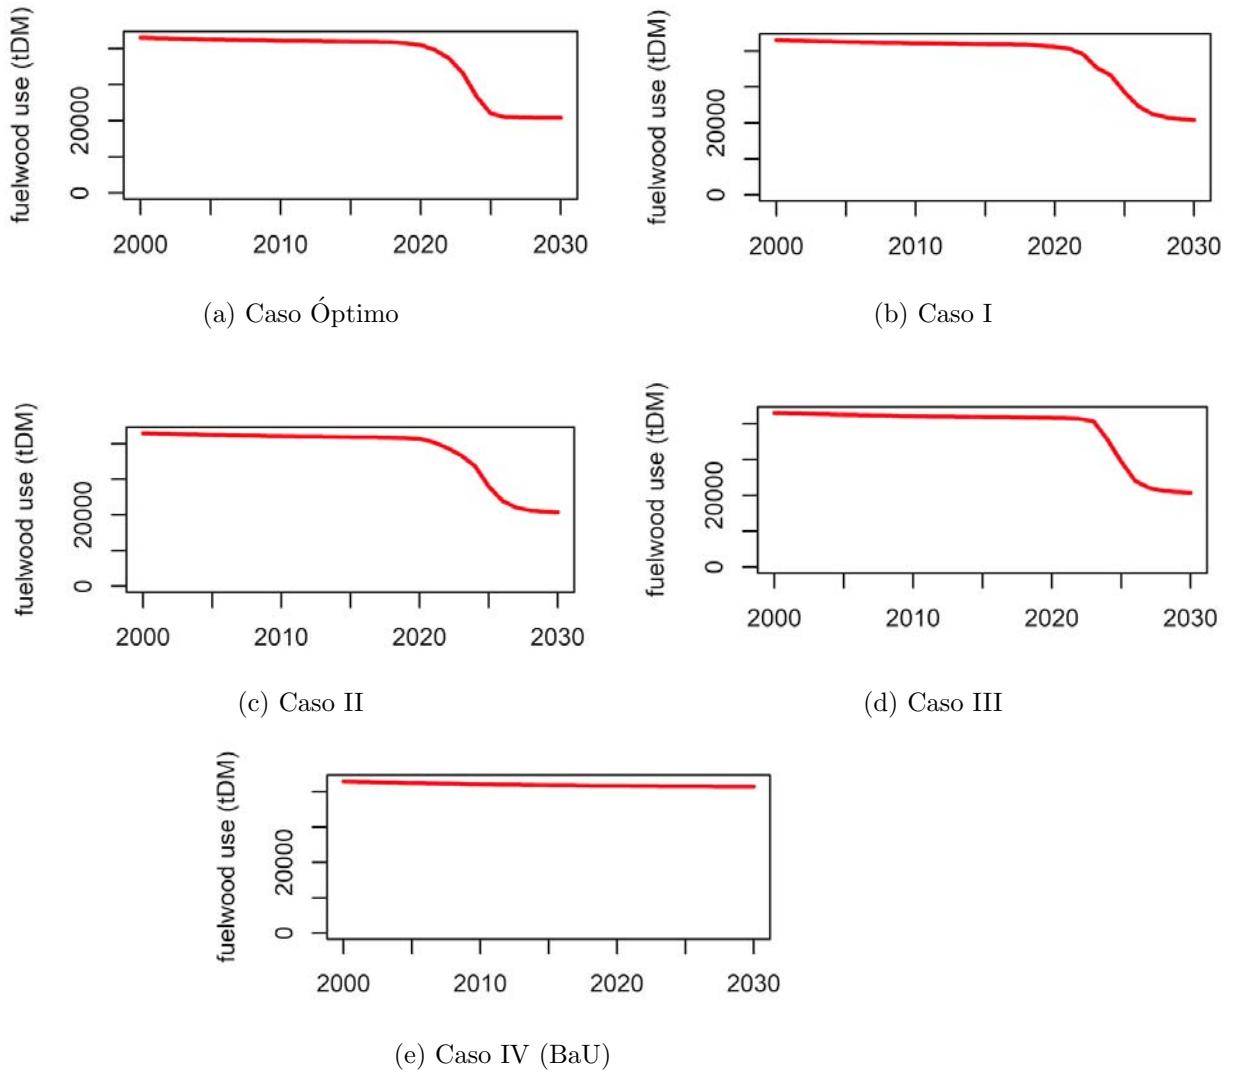 fuelwood use (tDM)
20000
0
2000 2010 2020 2030
(a) Caso Óptimo
fuelwood use (tDM)
20000
0
2000 2010 2020 2030
(b) Caso I
fuelwood use (tDM)
20000
0
2000 2010 2020 2030
(c) Caso II
fuelwood use (tDM)
20000
0
2000 2010 2020 2030
(d) Caso III
fuelwood use (tDM)
20000
0
2000 2010 2020 2030
(e) Caso IV (BaU)